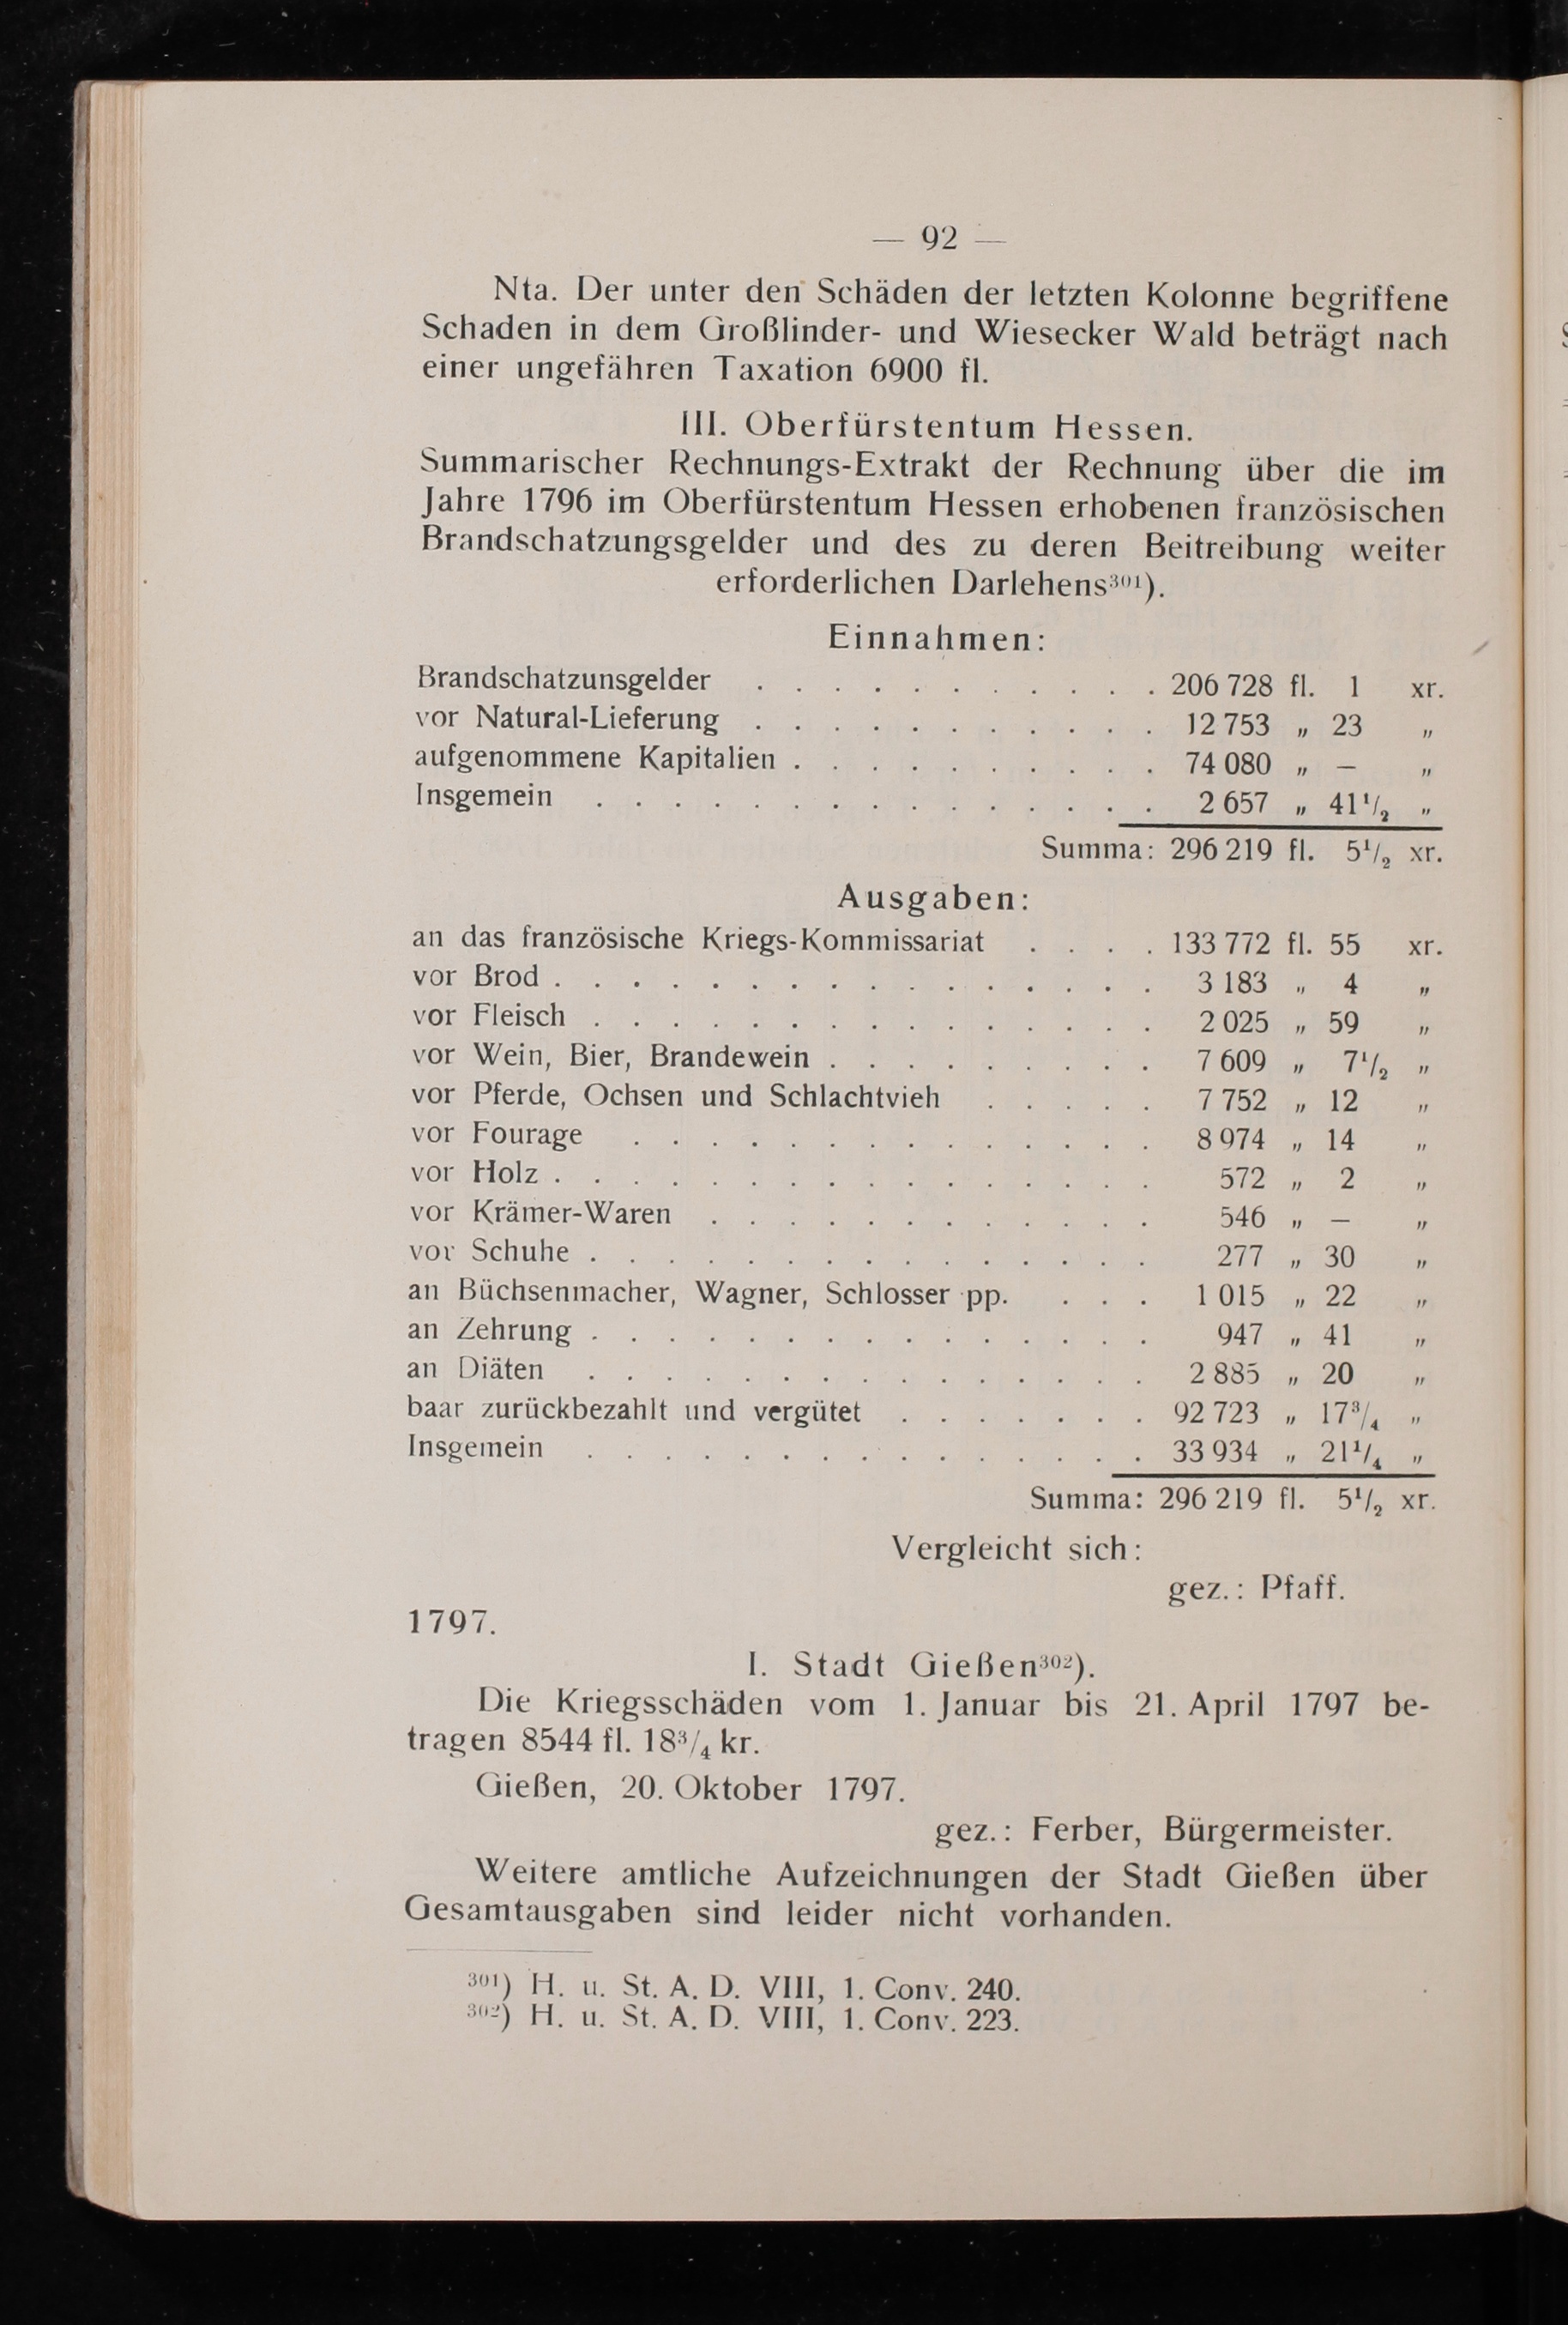 — 92 —
Nta. Der unter den Schäden der letzten Kolonne begriffene
Schaden in dem Großlinder- und Wiesecker Wald beträgt nach
einer ungefähren Taxation 6900 fl.
III. Oberfürstentum Hessen.
Summarischer Rechnungs-Extrakt der Rechnung über die im
Jahre 1796 im Oberfürstentum Hessen erhobenen französischen
Brandschatzungsgelder und des zu deren Beitreibung weiter
erforderlichen Darlehens³⁰¹).
Einnahmen:
Brandschatzunsgelder . . . . . . . . . . . 206 728 fl. 1 xr.
vor Natural-Lieferung . . . . . . . . . . . 12 753 „ 23 „
aufgenommene Kapitalien . . . . . . . . . . 74 080 „ — „
Insgemein . . . . . . . . . . . . . . . 2 657 „ 41¹/₂ „
Summa: 296 219 fl. 5¹/₂ xr.
Ausgaben:
an das französische Kriegs-Kommissariat . . . . 133 772 fl. 55 xr.
vor Brod . . . . . . . . . . . . . . . . 3 183 „ 4 „
vor Fleisch . . . . . . . . . . . . . . . 2 025 „ 59 „
vor Wein, Bier, Brandewein . . . . . . . . . 7 609 „ 7¹/₂ „
vor Pferde, Ochsen und Schlachtvieh . . . . . 7 752 „ 12 „
vor Fourage . . . . . . . . . . . . . . 8 974 „ 14 „
vor Holz . . . . . . . . . . . . . . . . 572 „ 2 „
vor Krämer-Waren . . . . . . . . . . . . 546 „ — „
vor Schuhe . . . . . . . . . . . . . . . 277 „ 30 „
an Büchsenmacher, Wagner, Schlosser pp. . . . 1 015 „ 22 „
an Zehrung . . . . . . . . . . . . . . . 947 „ 41 „
an Diäten . . . . . . . . . . . . . . . 2 885 „ 20 „
baar zurückbezahlt und vergütet . . . . . . . 92 723 „ 17³/₄ „
Insgemein . . . . . . . . . . . . . . . 33 934 „ 21¹/₄ „
Summa: 296 219 fl. 5¹/₂ xr.
Vergleicht sich:
gez.: Pfaff.
1797.
I. Stadt Gießen³⁰²).
Die Kriegsschäden vom 1. Januar bis 21. April 1797 be-
tragen 8544 fl. 18³/₄ kr.
Gießen, 20. Oktober 1797.
gez.: Ferber, Bürgermeister.
Weitere amtliche Aufzeichnungen der Stadt Gießen über
Gesamtausgaben sind leider nicht vorhanden.
³⁰¹) H. u. St. A. D. VIII, 1. Conv. 240.
³⁰²) H. u. St. A. D. VIII, 1. Conv. 223.